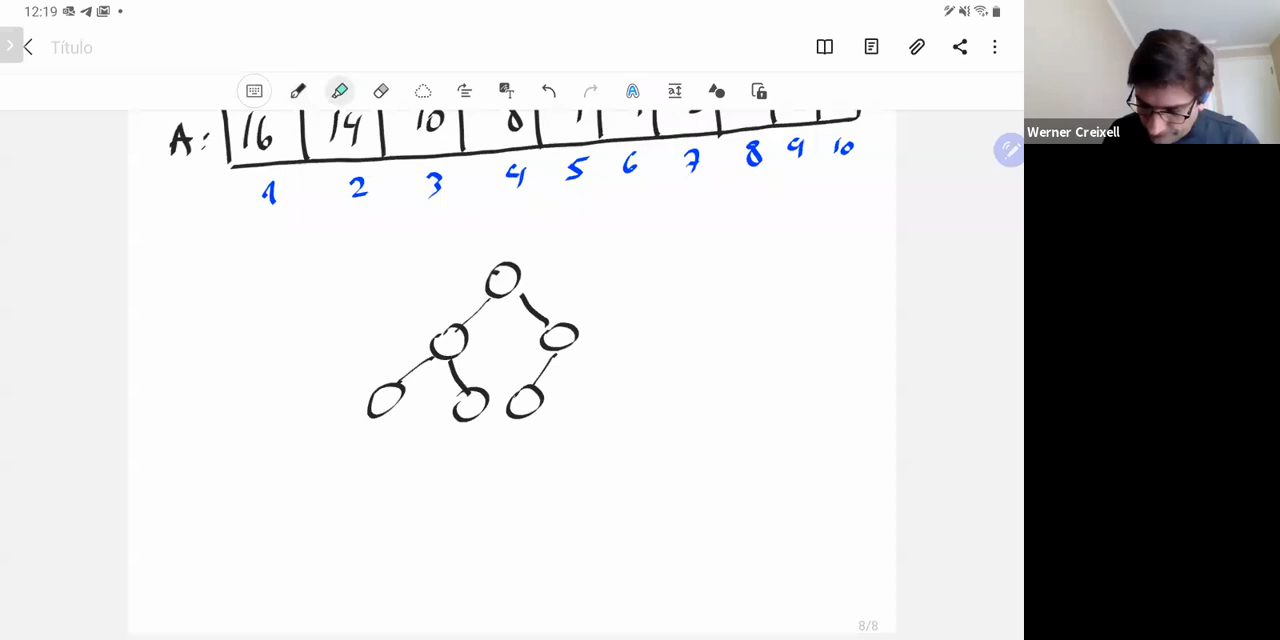 12:19
Título
Werner Creixell
A: 16 14 10 8
1 2 3 4 5 6 7 8 9 10
8/8